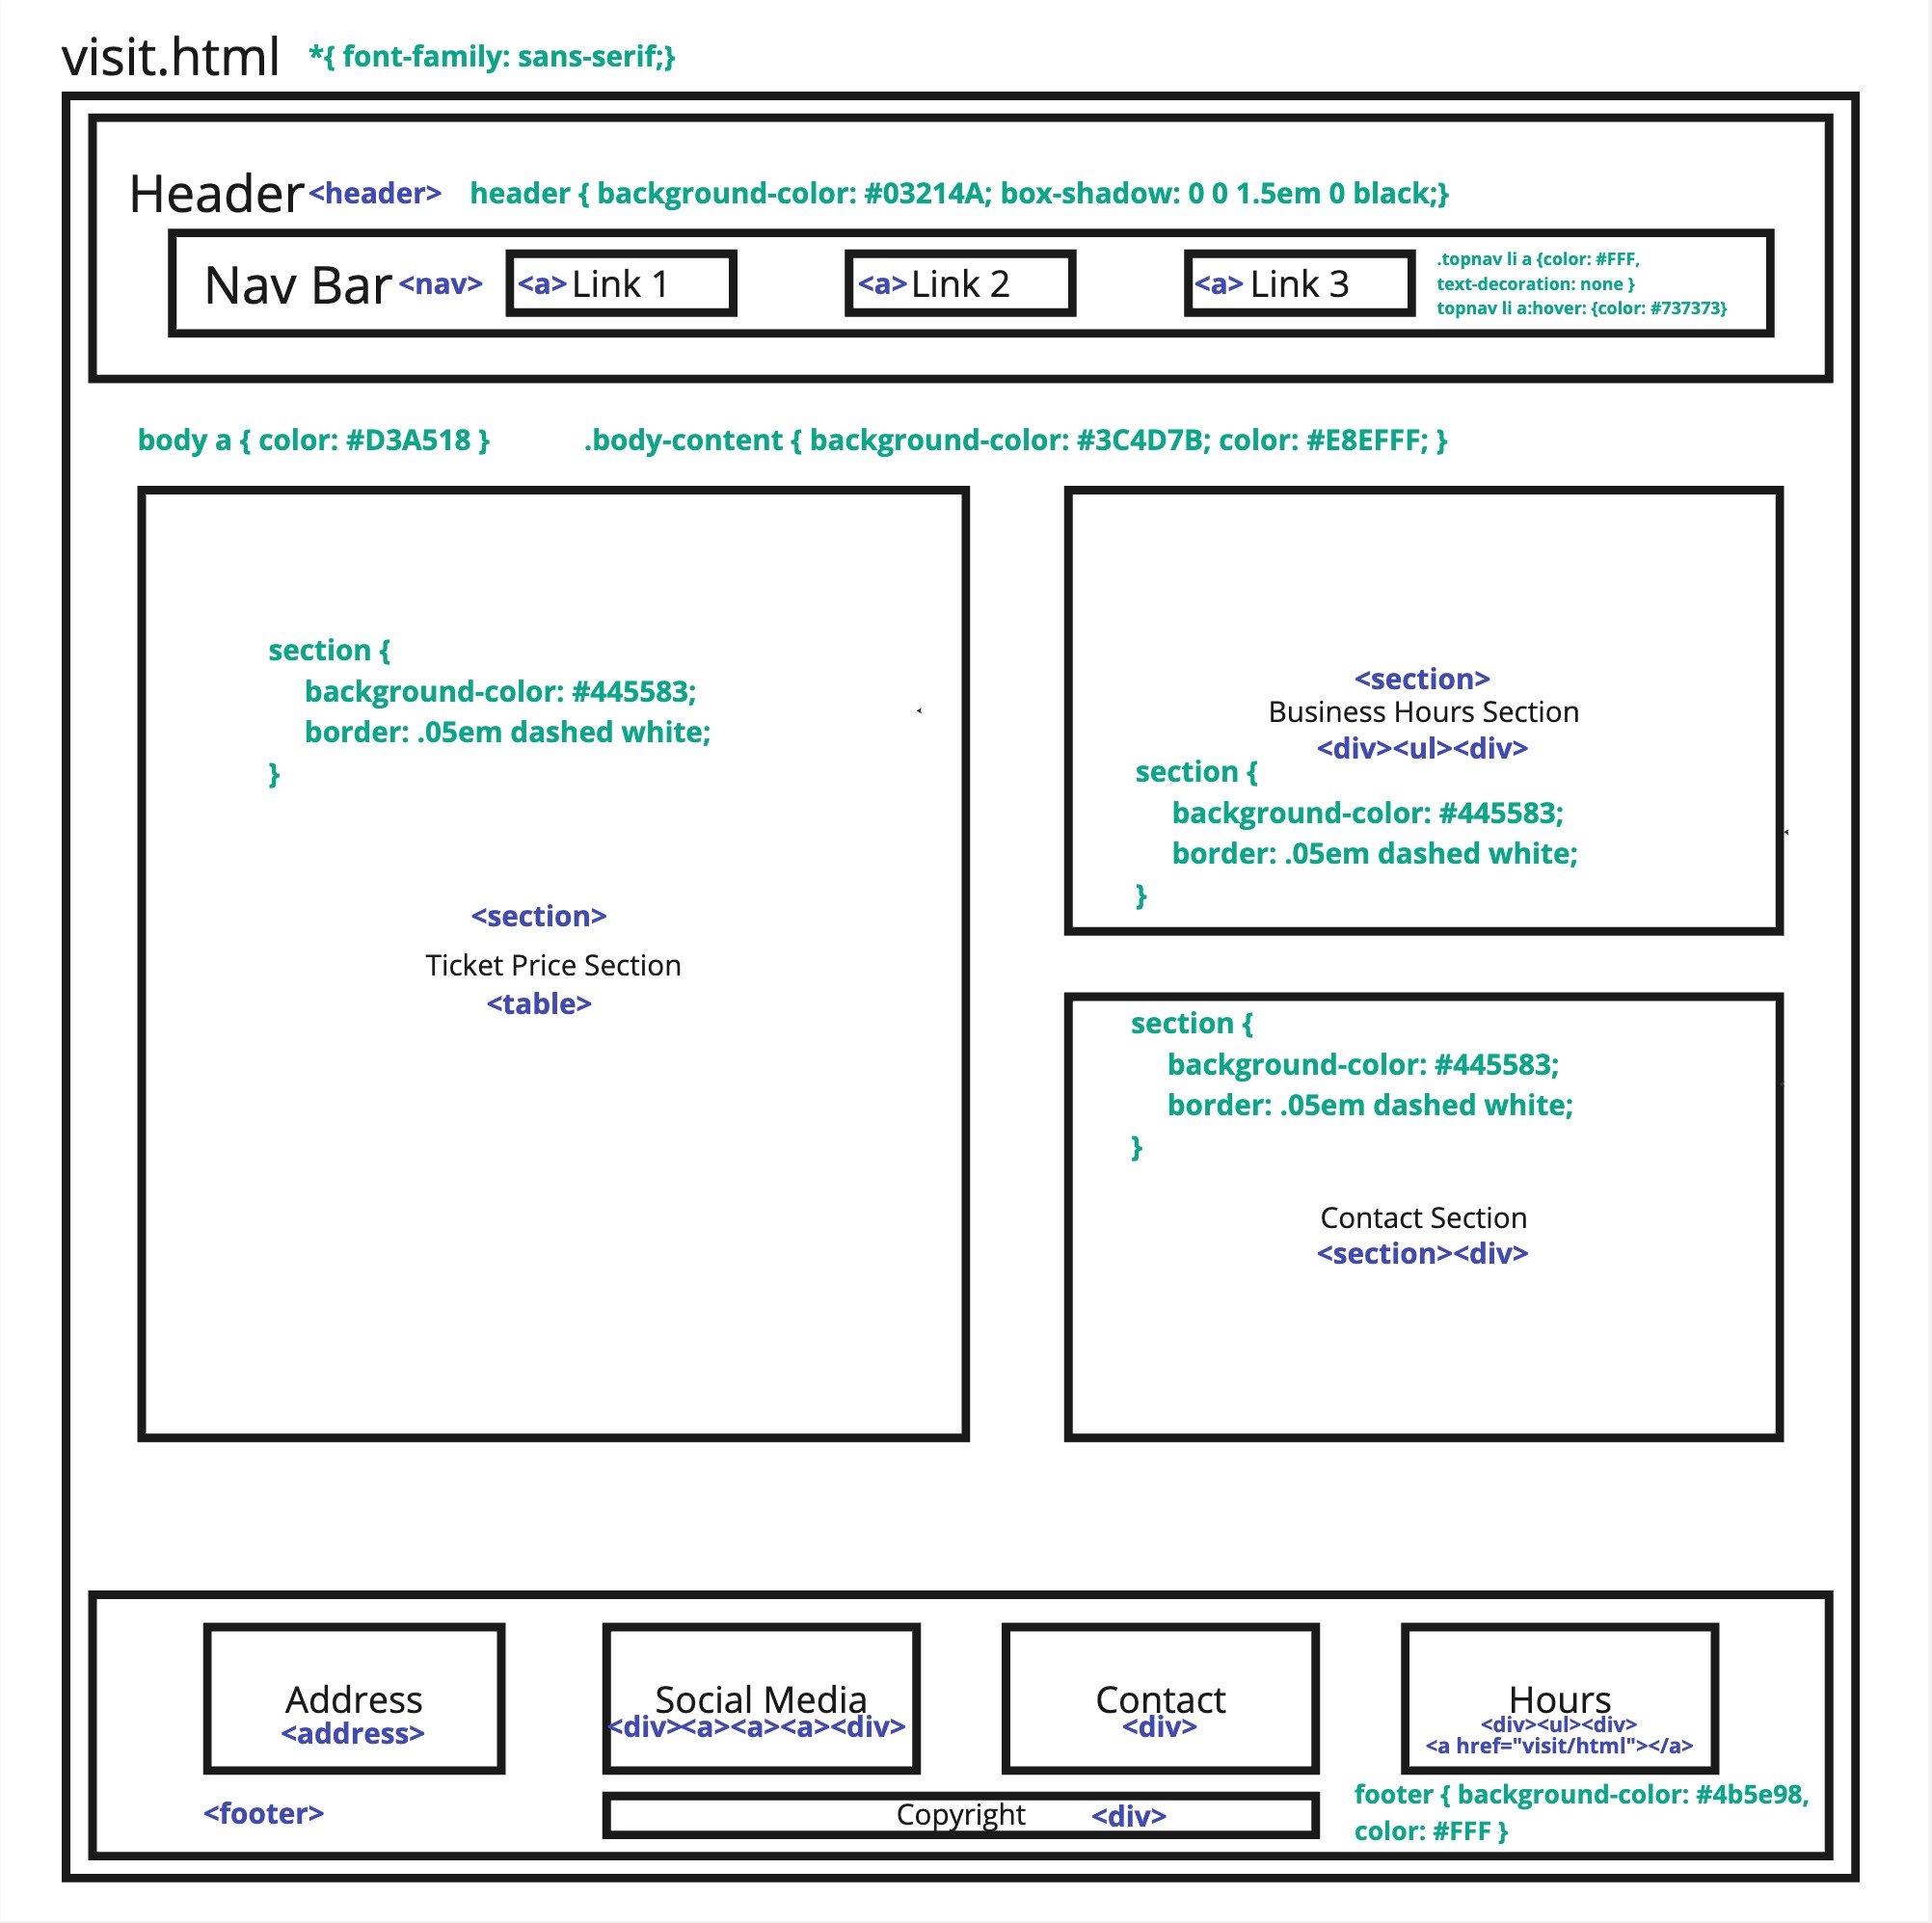 visit.html *{ font-family: sans-serif;}
Header <header> header { background-color: #03214A; box-shadow: 0 0 1.5em 0 black;}
Nav Bar <nav> <a> Link 1 <a> Link 2 <a> Link 3
.topnav li a {color: #FFF,
text-decoration: none }
topnav li a:hover: {color: #737373}
body a { color: #D3A518 } .body-content { background-color: #3C4D7B; color: #E8EFFF; }
section {
background-color: #445583;
border: .05em dashed white;
}
<section>
Ticket Price Section
<table>
<section>
Business Hours Section
<div><ul><div>
section {
background-color: #445583;
border: .05em dashed white;
}
section {
background-color: #445583;
border: .05em dashed white;
}
Contact Section
<section><div>
Address
<address>
Social Media
<div><a><a><a><div>
Contact
<div>
Hours
<div><ul><div>
<a href="visit/html"></a>
<footer>
Copyright <div>
footer { background-color: #4b5e98,
color: #FFF }